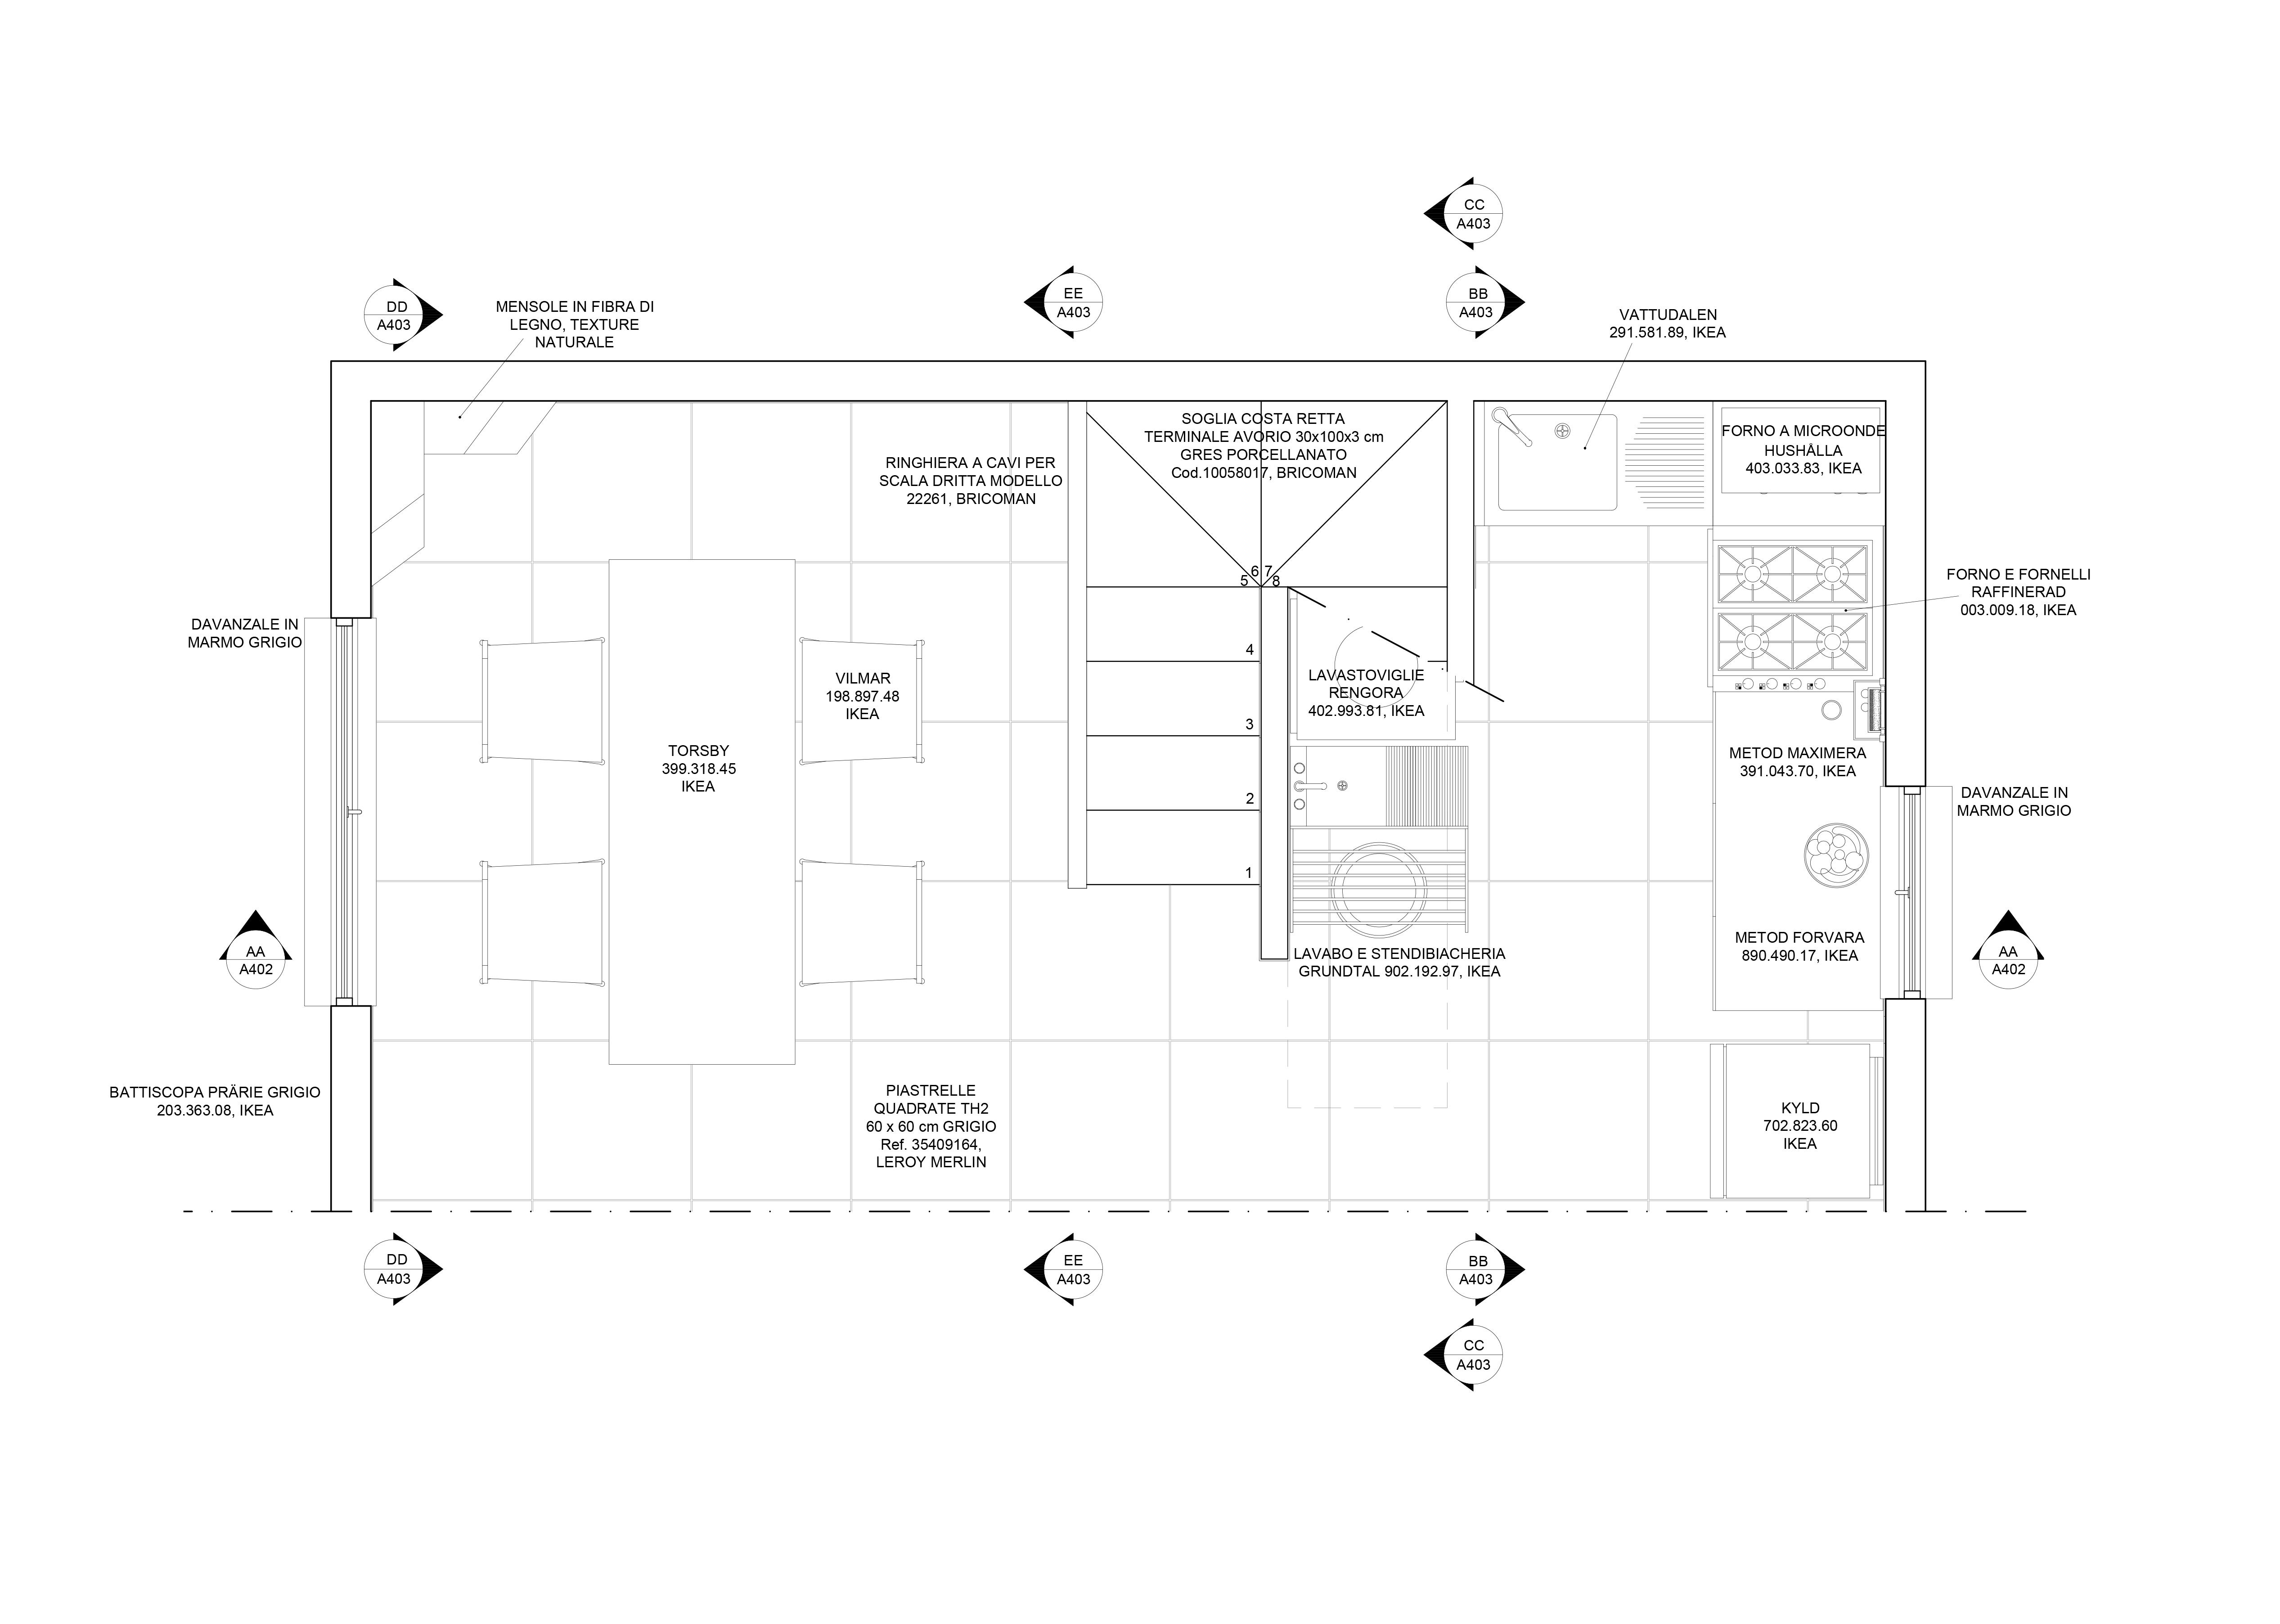 CC
A403
DD
A403
MENSOLE IN FIBRA DI
LEGNO, TEXTURE
NATURALE
EE
A403
BB
A403
VATTUDALEN
291.581.89, IKEA
RINGHIERA A CAVI PER
SCALA DRITTA MODELLO
22261, BRICOMAN
SOGLIA COSTA RETTA
TERMINALE AVORIO 30x100x3 cm
GRES PORCELLANATO
Cod.10058017, BRICOMAN
FORNO A MICROONDE
HUSHÅLLA
403.033.83, IKEA
5
6
7
8
FORNO E FORNELLI
RAFFINERAD
003.009.18, IKEA
DAVANZALE IN
MARMO GRIGIO
VILMAR
198.897.48
IKEA
4
LAVASTOVIGLIE
RENGORA
402.993.81, IKEA
TORSBY
399.318.45
IKEA
3
METOD MAXIMERA
391.043.70, IKEA
2
DAVANZALE IN
MARMO GRIGIO
1
AA
A402
LAVABO E STENDIBIACHERIA
GRUNDTAL 902.192.97, IKEA
METOD FORVARA
890.490.17, IKEA
AA
A402
BATTISCOPA PRÄRIE GRIGIO
203.363.08, IKEA
PIASTRELLE
QUADRATE TH2
60 x 60 cm GRIGIO
Ref. 35409164,
LEROY MERLIN
KYLD
702.823.60
IKEA
DD
A403
EE
A403
BB
A403
CC
A403